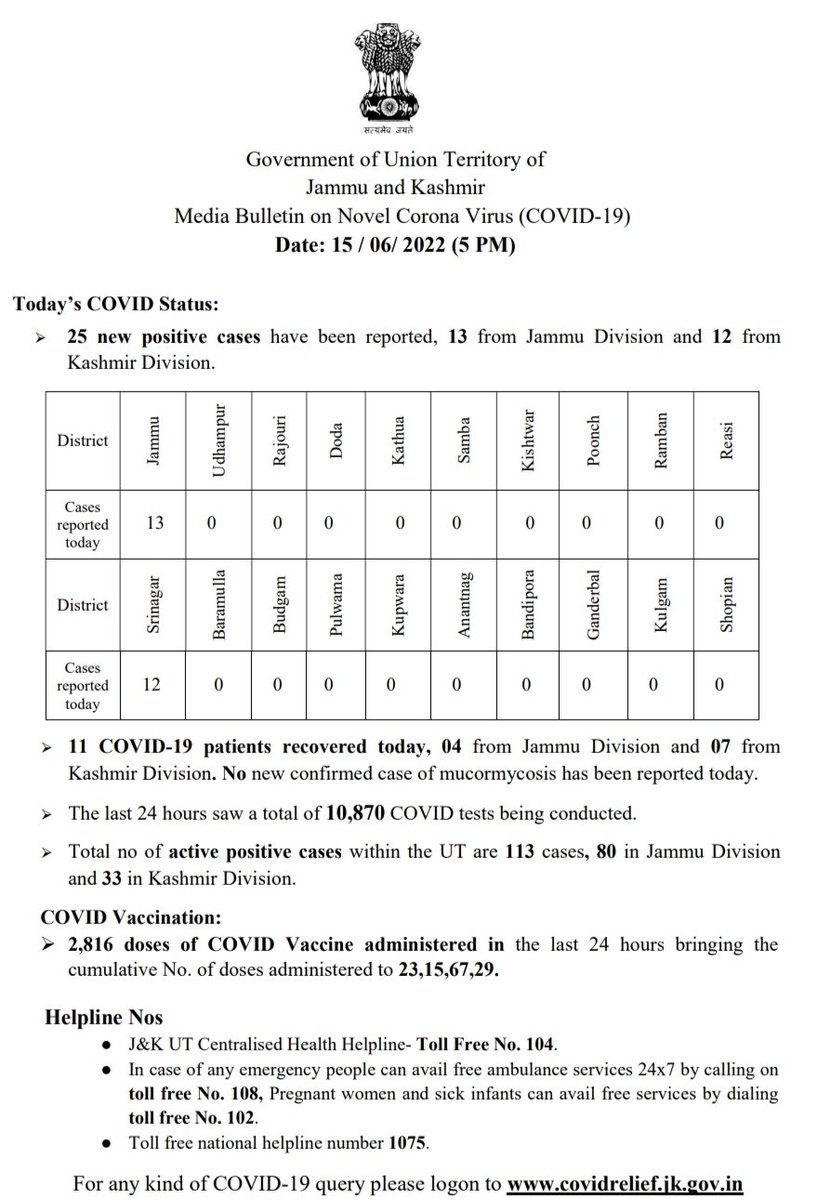 सत्यमेव जयते
Government of Union Territory of
Jammu and Kashmir
Media Bulletin on Novel Corona Virus (COVID-19)
Date: 15 / 06/ 2022 (5 PM)
Today’s COVID Status:
➢ 25 new positive cases have been reported, 13 from Jammu Division and 12 from
Kashmir Division.
District Jammu Udhampur Rajouri Doda Kathua Samba Kishtwar Poonch Ramban Reasi
Cases
reported
today 13 0 0 0 0 0 0 0 0 0
District Srinagar Baramulla Budgam Pulwama Kupwara Anantnag Bandipora Ganderbal Kulgam Shopian
Cases
reported
today 12 0 0 0 0 0 0 0 0 0
➢ 11 COVID-19 patients recovered today, 04 from Jammu Division and 07 from
Kashmir Division. No new confirmed case of mucormycosis has been reported today.
➢ The last 24 hours saw a total of 10,870 COVID tests being conducted.
➢ Total no of active positive cases within the UT are 113 cases, 80 in Jammu Division
and 33 in Kashmir Division.
COVID Vaccination:
➢ 2,816 doses of COVID Vaccine administered in the last 24 hours bringing the
cumulative No. of doses administered to 23,15,67,29.
Helpline Nos
● J&K UT Centralised Health Helpline- Toll Free No. 104.
● In case of any emergency people can avail free ambulance services 24x7 by calling on
toll free No. 108, Pregnant women and sick infants can avail free services by dialing
toll free No. 102.
● Toll free national helpline number 1075.
For any kind of COVID-19 query please logon to www.covidrelief.jk.gov.in